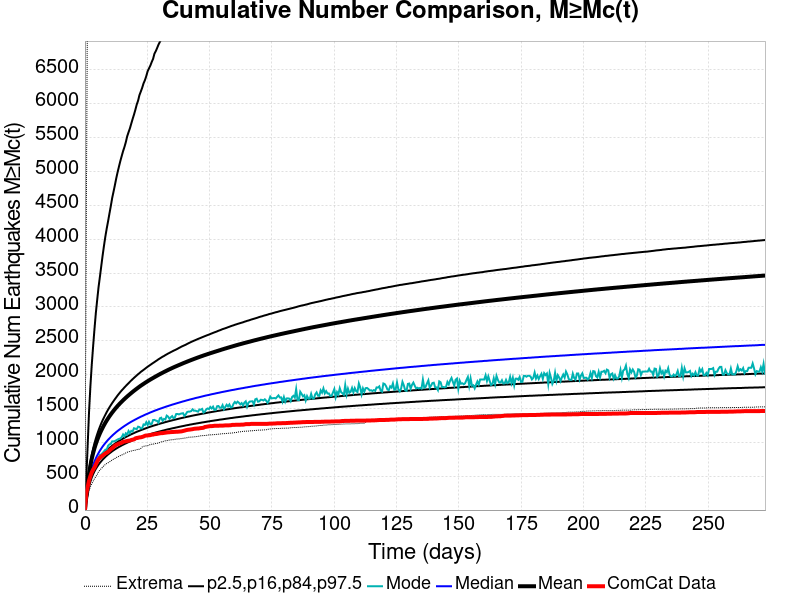 Cumulative Number Comparison, M≥Mc(t)
Cumulative Num Earthquakes M≥Mc(t)
6500
6000
5500
5000
4500
4000
3500
3000
2500
2000
1500
1000
500
0
0 25 50 75 100 125 150 175 200 225 250
Time (days)
Extrema p2.5,p16,p84,p97.5 Mode Median Mean ComCat Data